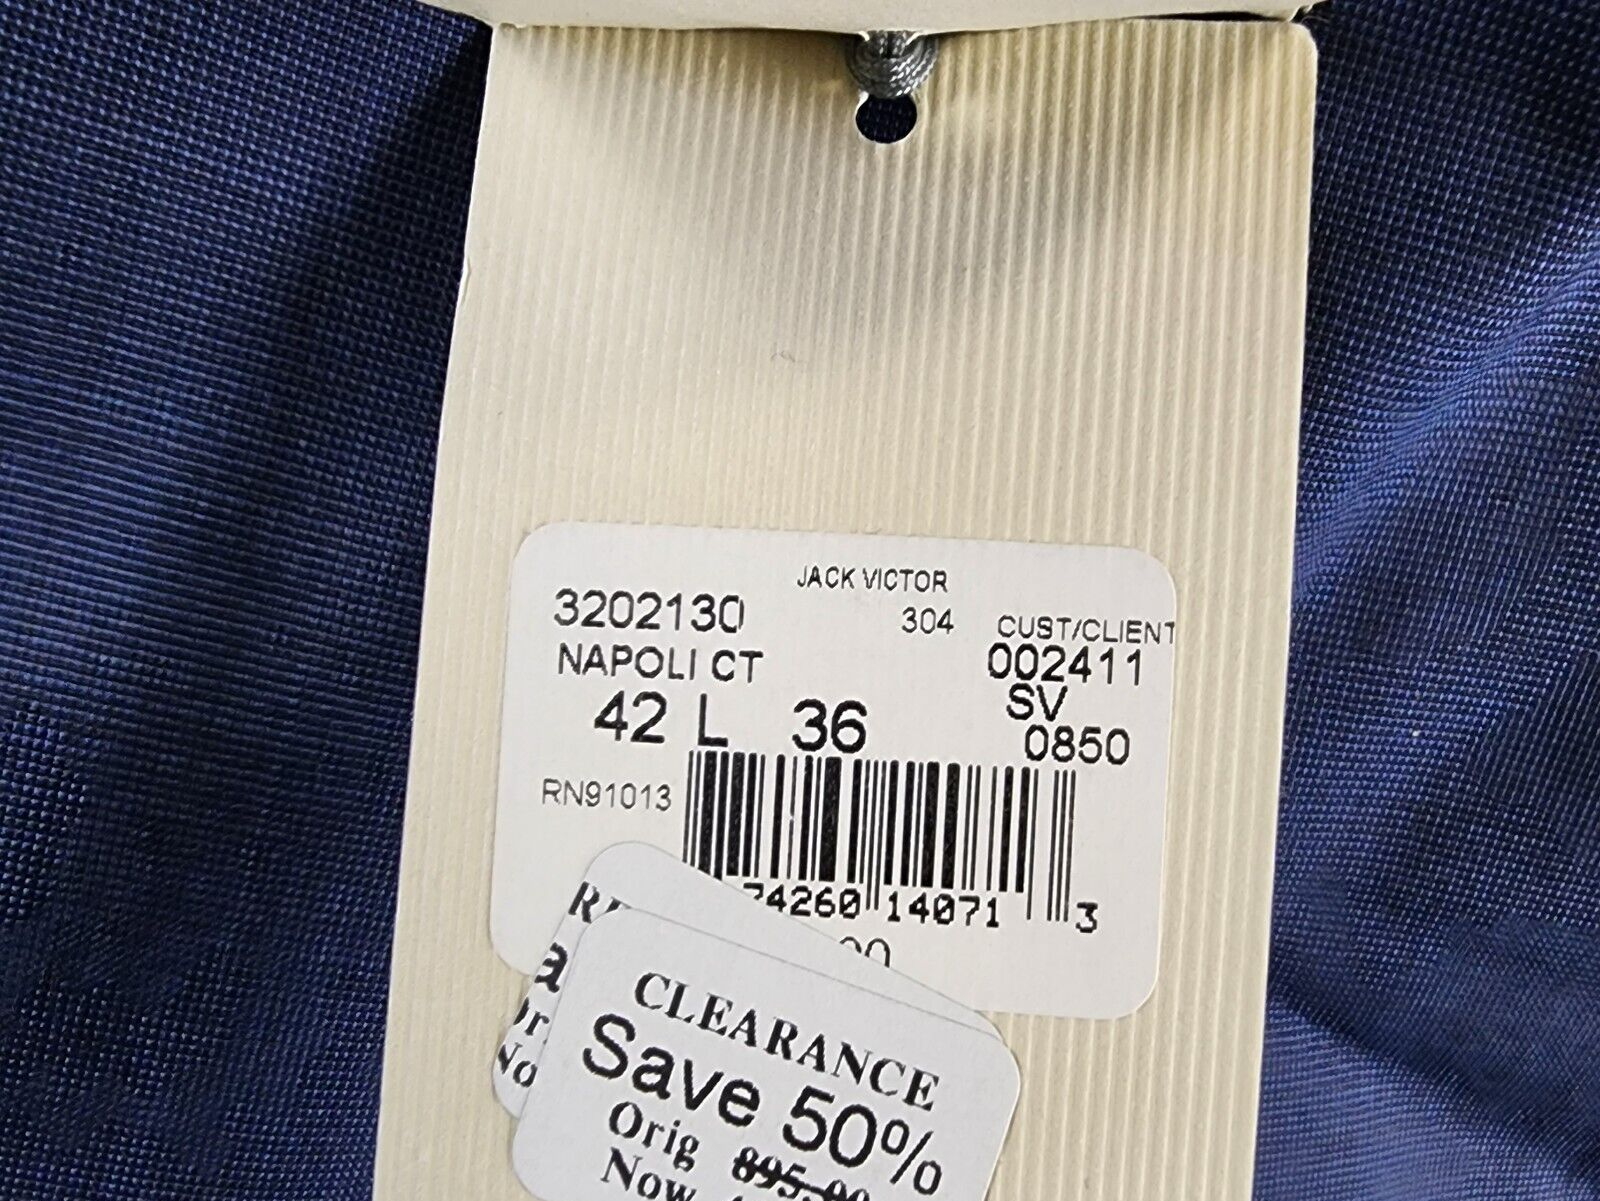 JACK VICTOR
3202130 304 CUST/CLIENT
NAPOLI CT 002411
SV
42 L 36 0850
RN91013
74260 14071 3
CLEARANCE
Save 50%
Orig 895.00
Now